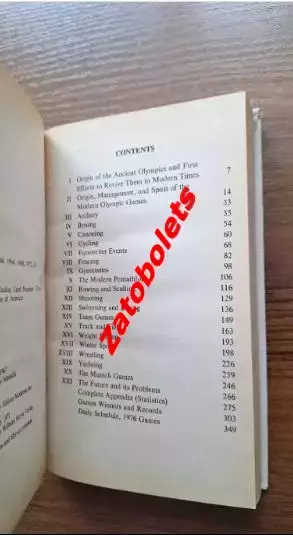 CONTENTS
I Origin of the Ancient Olympics and First
Efforts to Revive Them in Modern Times 7
II Origin, Management, and Spirit of the
Modern Olympic Games 14
III Archery 33
IV Boxing 35
V Canoeing 54
VI Cycling 60
VII Equestrian Events 68
VIII Fencing 82
IX Gymnastics 98
X The Modern Pentathlon 106
XI Rowing and Sculling 116
XII Shooting 129
XIII Swimming and 136
XIV Team Games 149
XV Track and Field 163
XVI Weight 193
XVII Winter Sports 198
XVIII Wrestling 226
XIX Yachting 239
XX The Munich Games 246
XXI The Future and its Problems 266
Complete Appendix (Statistics) 275
Games Winners and Records 303
Daily Schedule, 1976 Games 349
Zatobolets
of America